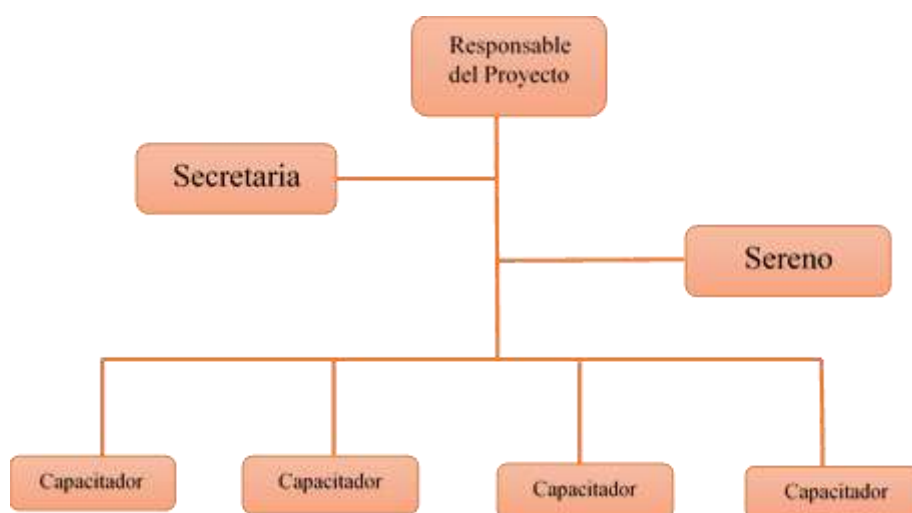 Responsable
del Proyecto
Secretaria
Sereno
Capacitador
Capacitador
Capacitador
Capacitador